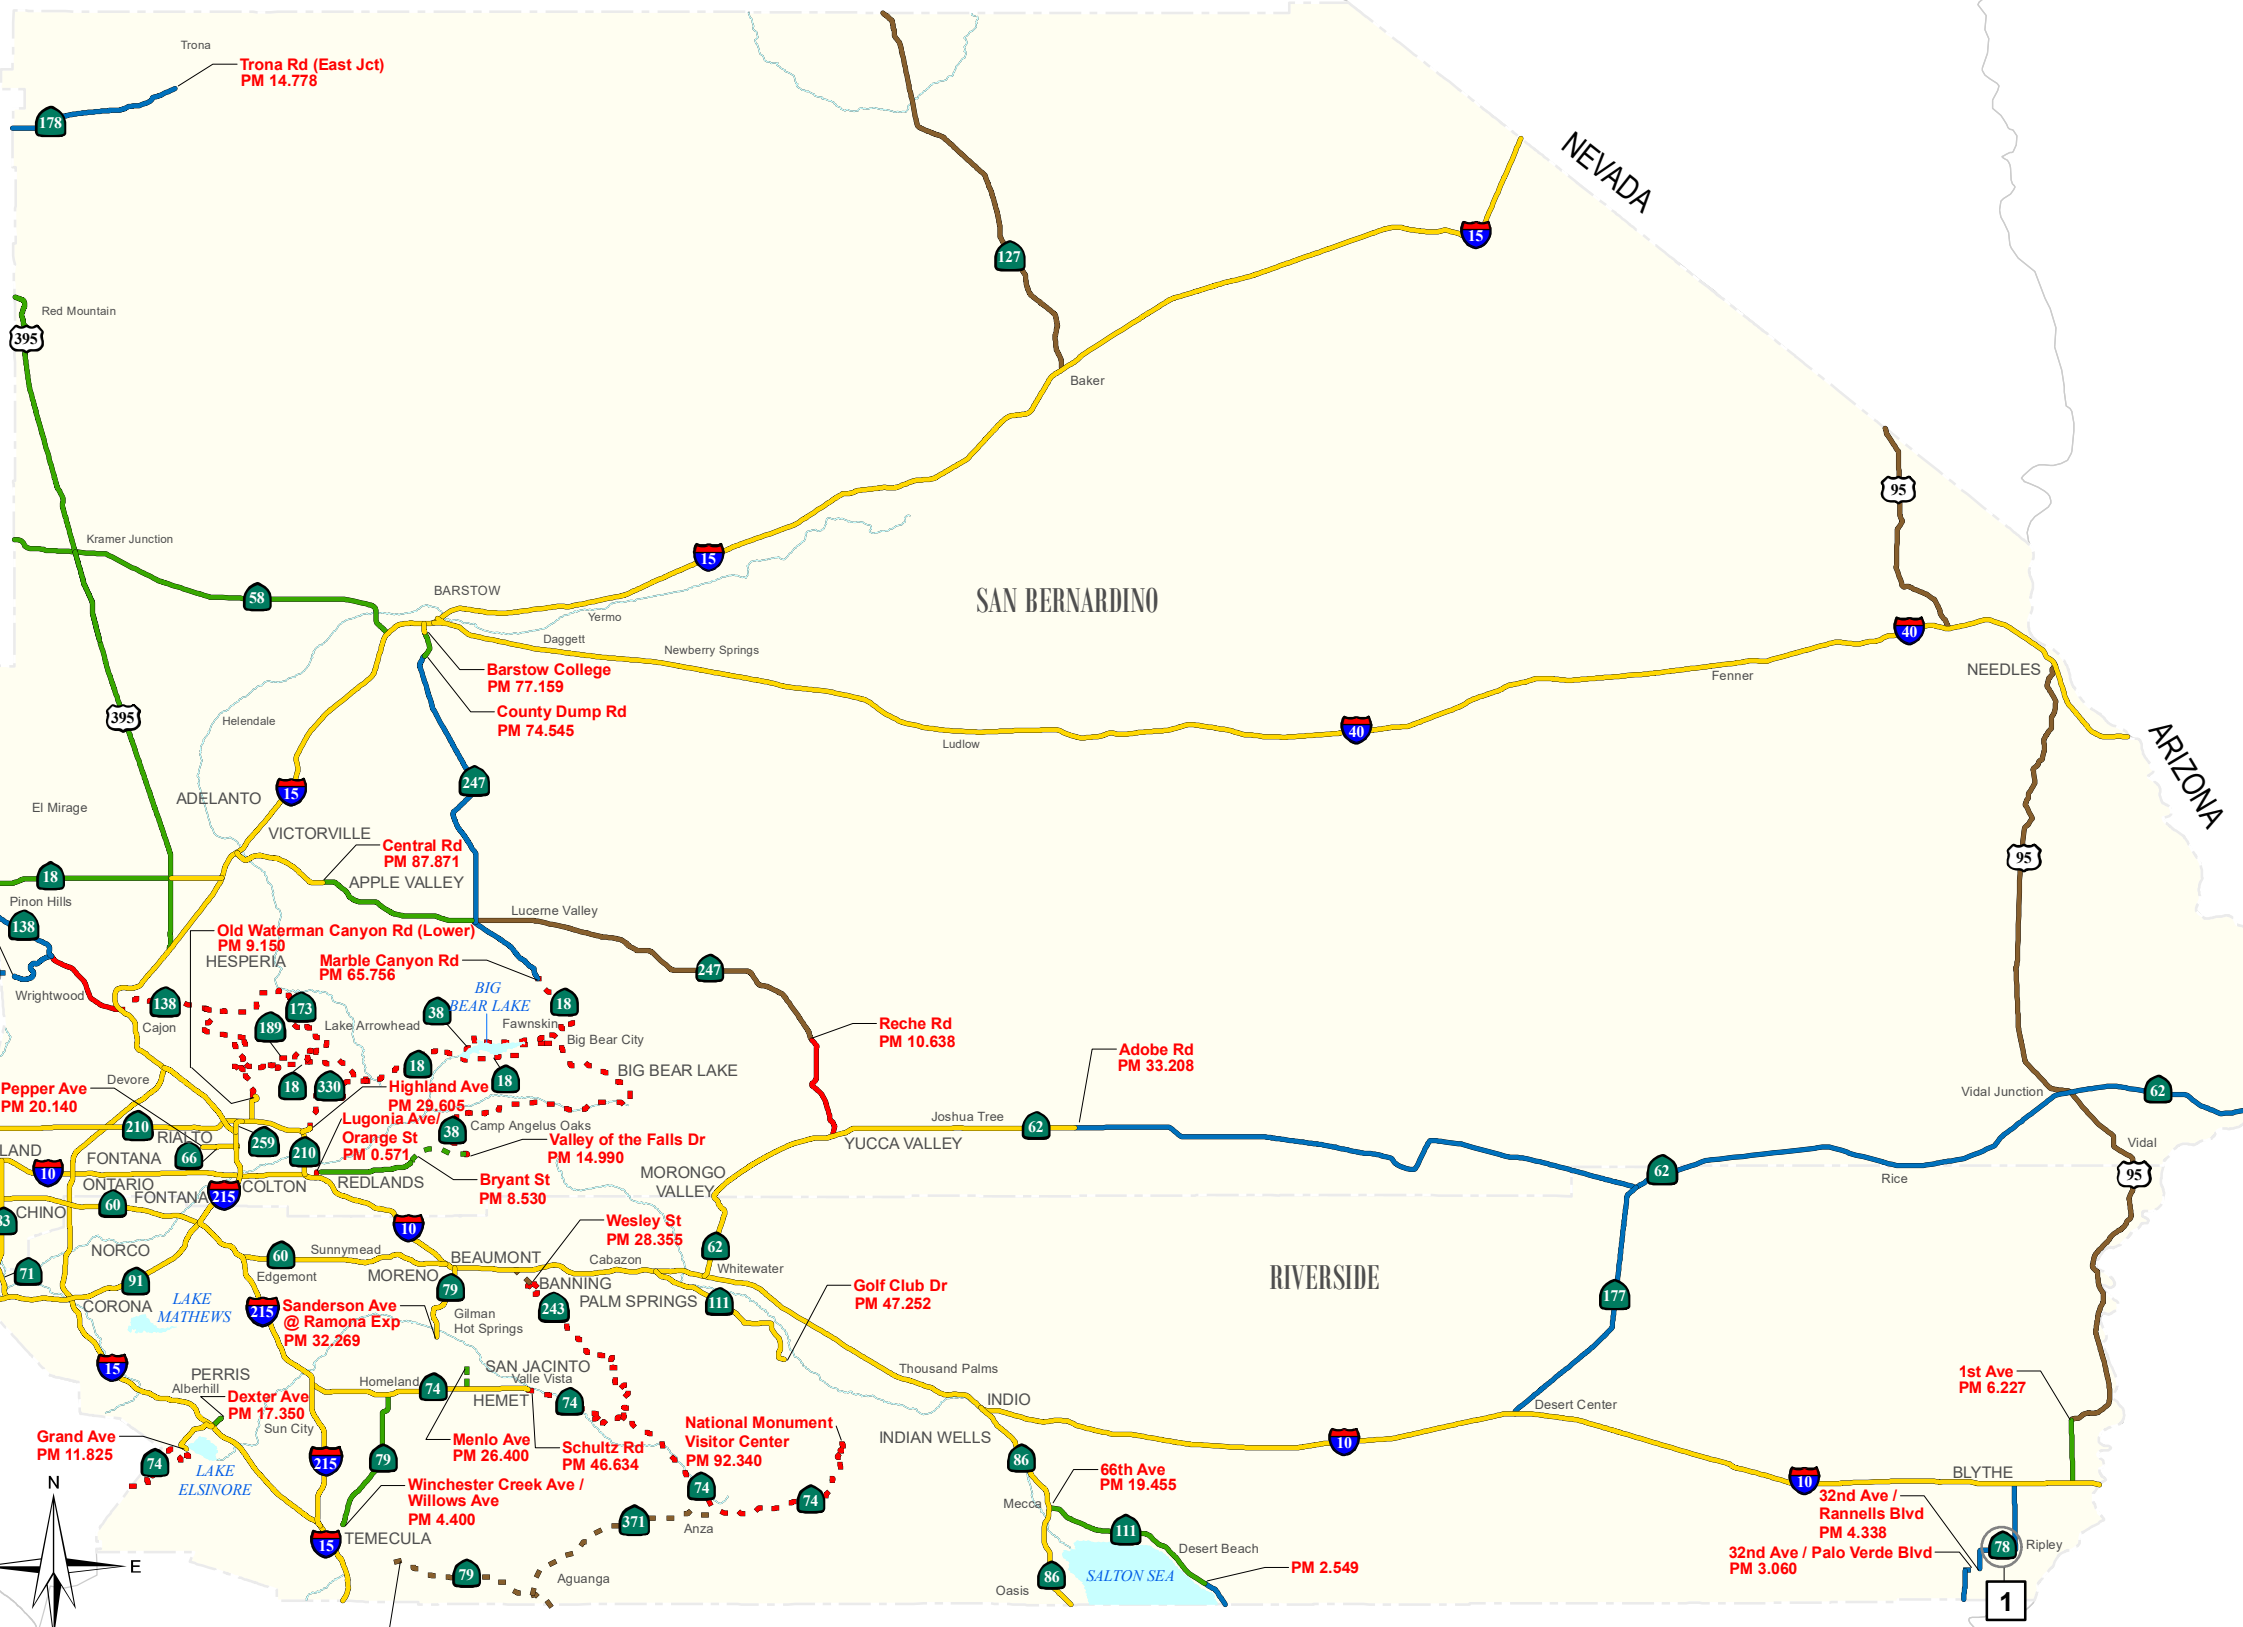 Trona
Trona Rd (East Jct)
PM 14.778
178
NEVADA
127
15
Red Mountain
395
Baker
95
Kramer Junction
15
58
BARSTOW
SAN BERNARDINO
Yermo
Daggett
Newberry Springs
40
NEEDLES
Fenner
Barstow College
PM 77.159
County Dump Rd
PM 74.545
395
Helendale
Ludlow
40
ARIZONA
247
15
ADELANTO
El Mirage
VICTORVILLE
Central Rd
PM 87.871
95
18
APPLE VALLEY
Pinon Hills
138
Lucerne Valley
Old Waterman Canyon Rd (Lower)
PM 9.150
HESPERIA
Marble Canyon Rd
PM 65.756
247
Wrightwood
138
173
BIG
BEAR LAKE
18
38
189
Lake Arrowhead
Fawnskin
Cajon
Big Bear City
Reche Rd
PM 10.638
Adobe Rd
PM 33.208
18
BIG BEAR LAKE
Devore
18
330
18
Pepper Ave
PM 20.140
Highland Ave
PM 29.605
Vidal Junction
62
Lugonia Ave/
Orange St
PM 0.571
210
RIALTO
259
38
Camp Angelus Oaks
Joshua Tree
62
YUCCA VALLEY
Valley of the Falls Dr
PM 14.990
Vidal
LAND
FONTANA
66
210
10
ONTARIO
FONTANA
215
COLTON
REDLANDS
Bryant St
PM 8.530
MORONGO
VALLEY
62
Rice
95
60
CHINO
83
10
Wesley St
PM 28.355
NORCO
60
Sunnymead
BEAUMONT
Cabazon
62
Whitewater
71
91
Edgemont
MORENO
79
BANNING
RIVERSIDE
CORONA
LAKE
MATHEWS
215
Sanderson Ave
@ Ramona Exp
PM 32.269
Gilman
Hot Springs
243
PALM SPRINGS
111
Golf Club Dr
PM 47.252
177
15
PERRIS
Alberhill
SAN JACINTO
Valle Vista
Homeland
74
HEMET
74
Thousand Palms
INDIO
1st Ave
PM 6.227
Dexter Ave
PM 17.350
Sun City
Desert Center
Grand Ave
PM 11.825
74
LAKE
ELSINORE
215
79
Menlo Ave
PM 26.400
Schultz Rd
PM 46.634
National Monument
Visitor Center
PM 92.340
INDIAN WELLS
86
10
10
BLYTHE
Winchester Creek Ave /
Willows Ave
PM 4.400
74
74
66th Ave
PM 19.455
32nd Ave /
Rannells Blvd
PM 4.338
N
E
15
TEMECULA
371
Anza
Mecca
111
Desert Beach
32nd Ave / Palo Verde Blvd
PM 3.060
78
Ripley
79
Aguanga
Oasis
86
SALTON SEA
PM 2.549
1